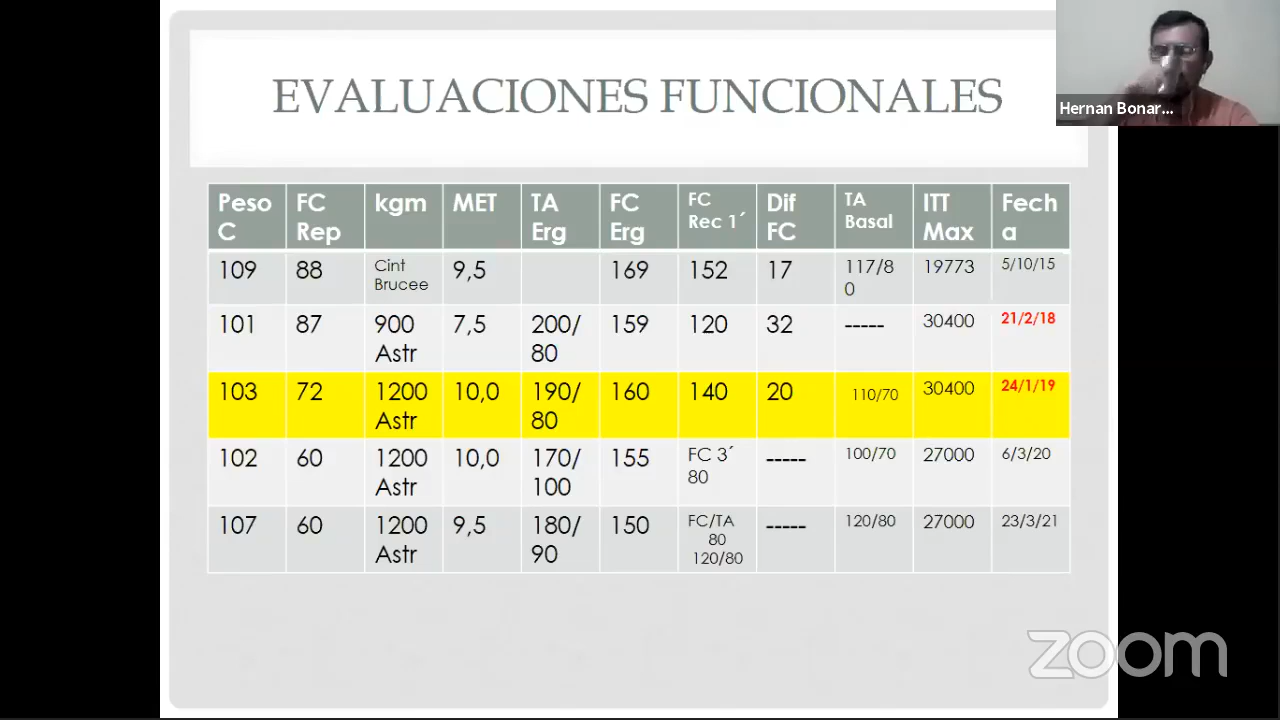 EVALUACIONES FUNCIONALES
Hernan Bonar...
Peso C FC Rep kgm MET TA Erg FC Erg FC Rec 1´ Dif FC TA Basal ITT Max Fech a
109 88 Cint Brucee 9,5 169 152 17 117/8 0 19773 5/10/15
101 87 900 Astr 7,5 200/ 80 159 120 32 ----- 30400 21/2/18
103 72 1200 Astr 10,0 190/ 80 160 140 20 110/70 30400 24/1/19
102 60 1200 Astr 10,0 170/ 100 155 FC 3´ 80 ----- 100/70 27000 6/3/20
107 60 1200 Astr 9,5 180/ 90 150 FC/TA 80 120/80 ----- 120/80 27000 23/3/21
zoom